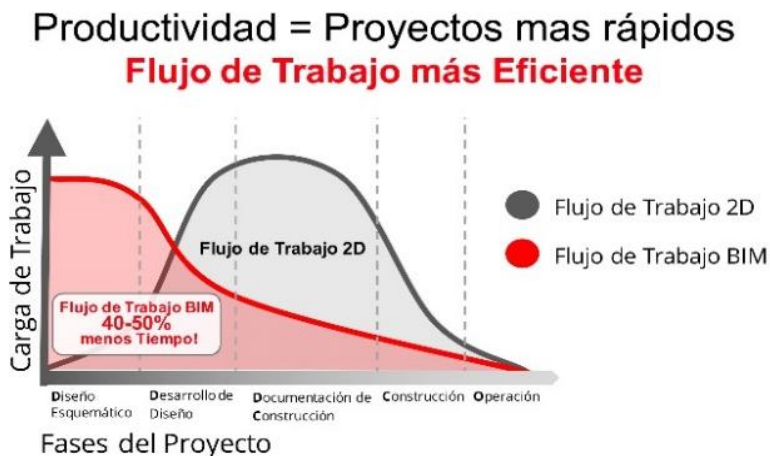 Productividad = Proyectos mas rápidos
Flujo de Trabajo más Eficiente
Carga de Trabajo
Flujo de Trabajo 2D
Flujo de Trabajo BIM
40-50%
menos Tiempo!
Flujo de Trabajo 2D
Flujo de Trabajo BIM
Diseño
Esquemático
Desarrollo de
Diseño
Documentación de
Construcción
Construcción
Operación
Fases del Proyecto